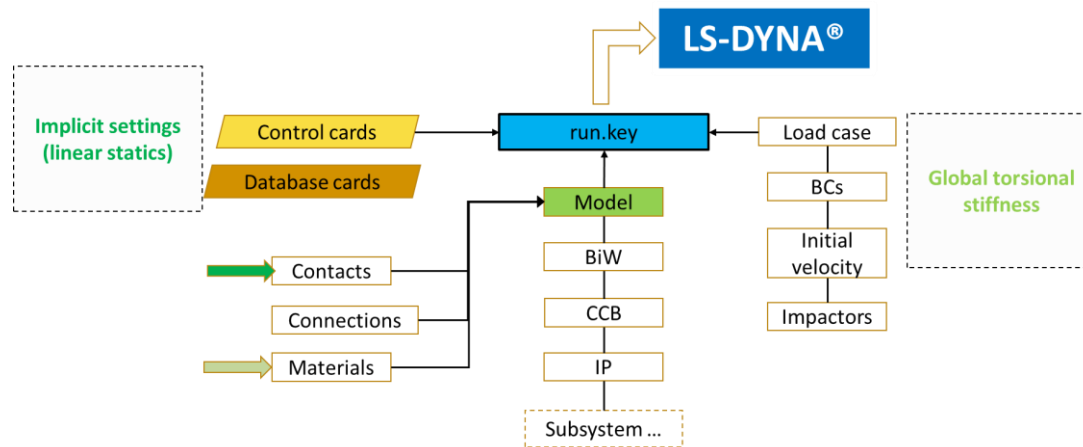 LS-DYNA®
Implicit settings
(linear statics)
Control cards
run.key
Load case
Database cards
Model
BCs
Global torsional
stiffness
Contacts
BiW
Initial
velocity
Connections
CCB
Impactors
Materials
IP
Subsystem ...